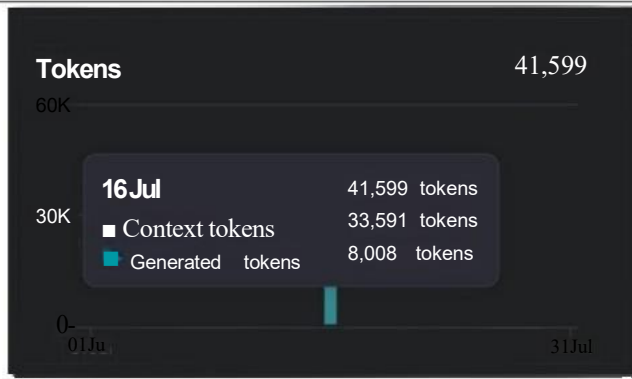 Tokens 41,599
60K
16Jul 41,599 tokens
30K
Context tokens 33,591 tokens
Generated tokens 8,008 tokens
0
01Ju 31Jul